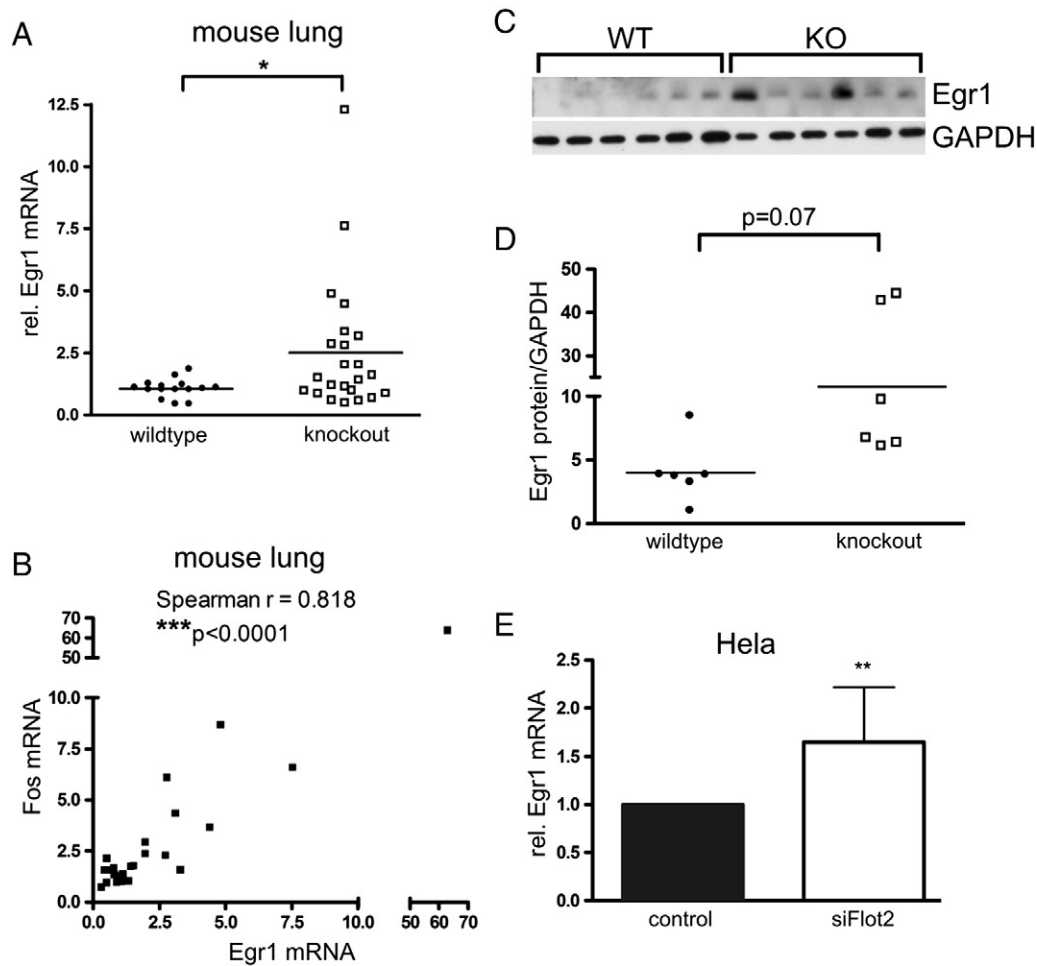 A
mouse lung
*
12.5
10.0
7.5
5.0
2.5
0.0
rel. Egr1 mRNA
wildtype
knockout
B
mouse lung
Spearman r = 0.818
***p<0.0001
70
60
50
10.0
7.5
5.0
2.5
0.0
Fos mRNA
0.0 2.5 5.0 7.5 10.0 50 60 70
Egr1 mRNA
C
WT KO
Egr1
GAPDH
D
p=0.07
50
40
30
10
5
0
Egr1 protein/GAPDH
wildtype knockout
E
Hela
**
2.5
2.0
1.5
1.0
0.5
0.0
rel. Egr1 mRNA
control siFlot2